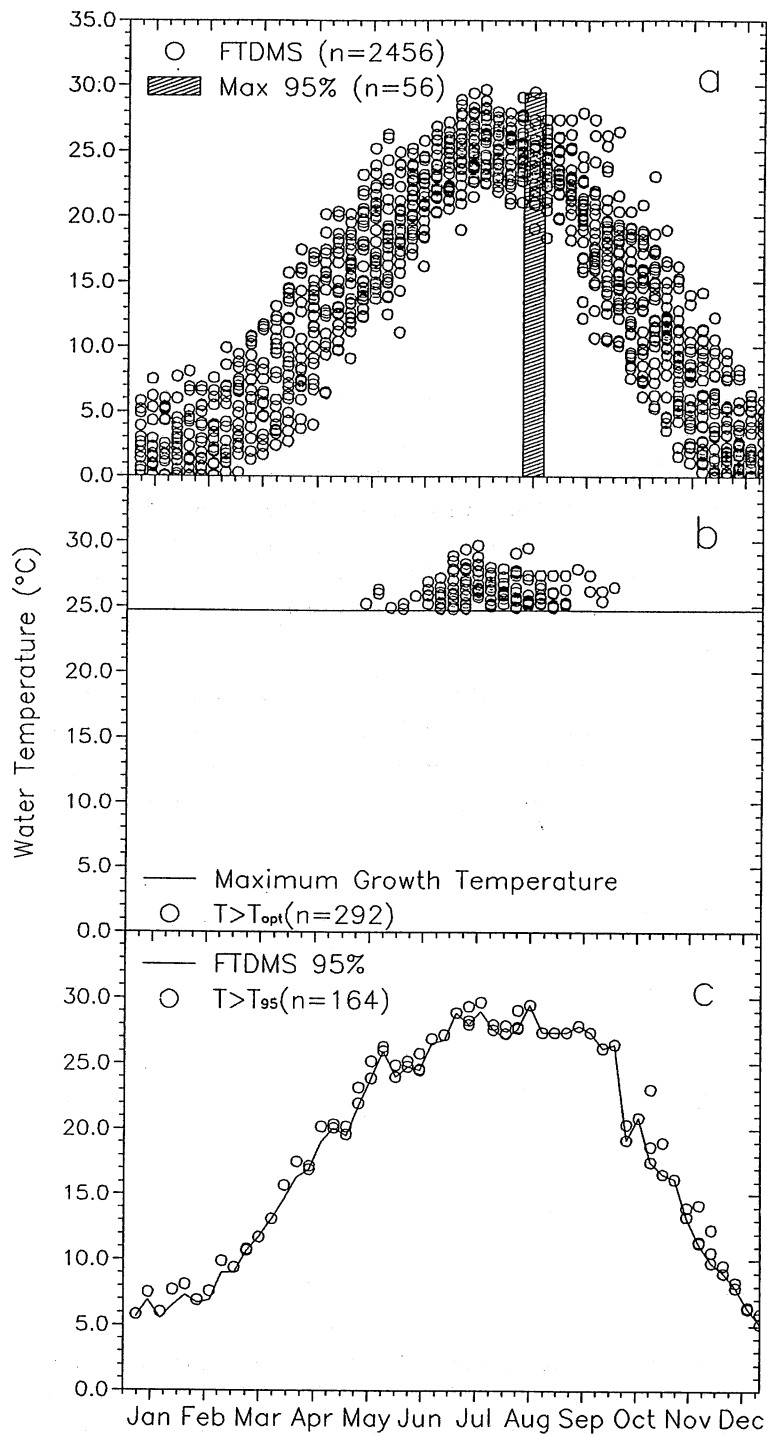 35.0
FTDMS (n=2456)
Max 95% (n=56)
a
30.0
25.0
20.0
15.0
10.0
5.0
0.0
b
30.0
25.0
20.0
15.0
10.0
5.0
0.0
Maximum Growth Temperature
T>Topt(n=292)
Water Temperature (°C)
FTDMS 95%
T>T95(n=164)
c
30.0
25.0
20.0
15.0
10.0
5.0
0.0
Jan Feb Mar Apr May Jun Jul Aug Sep Oct Nov Dec